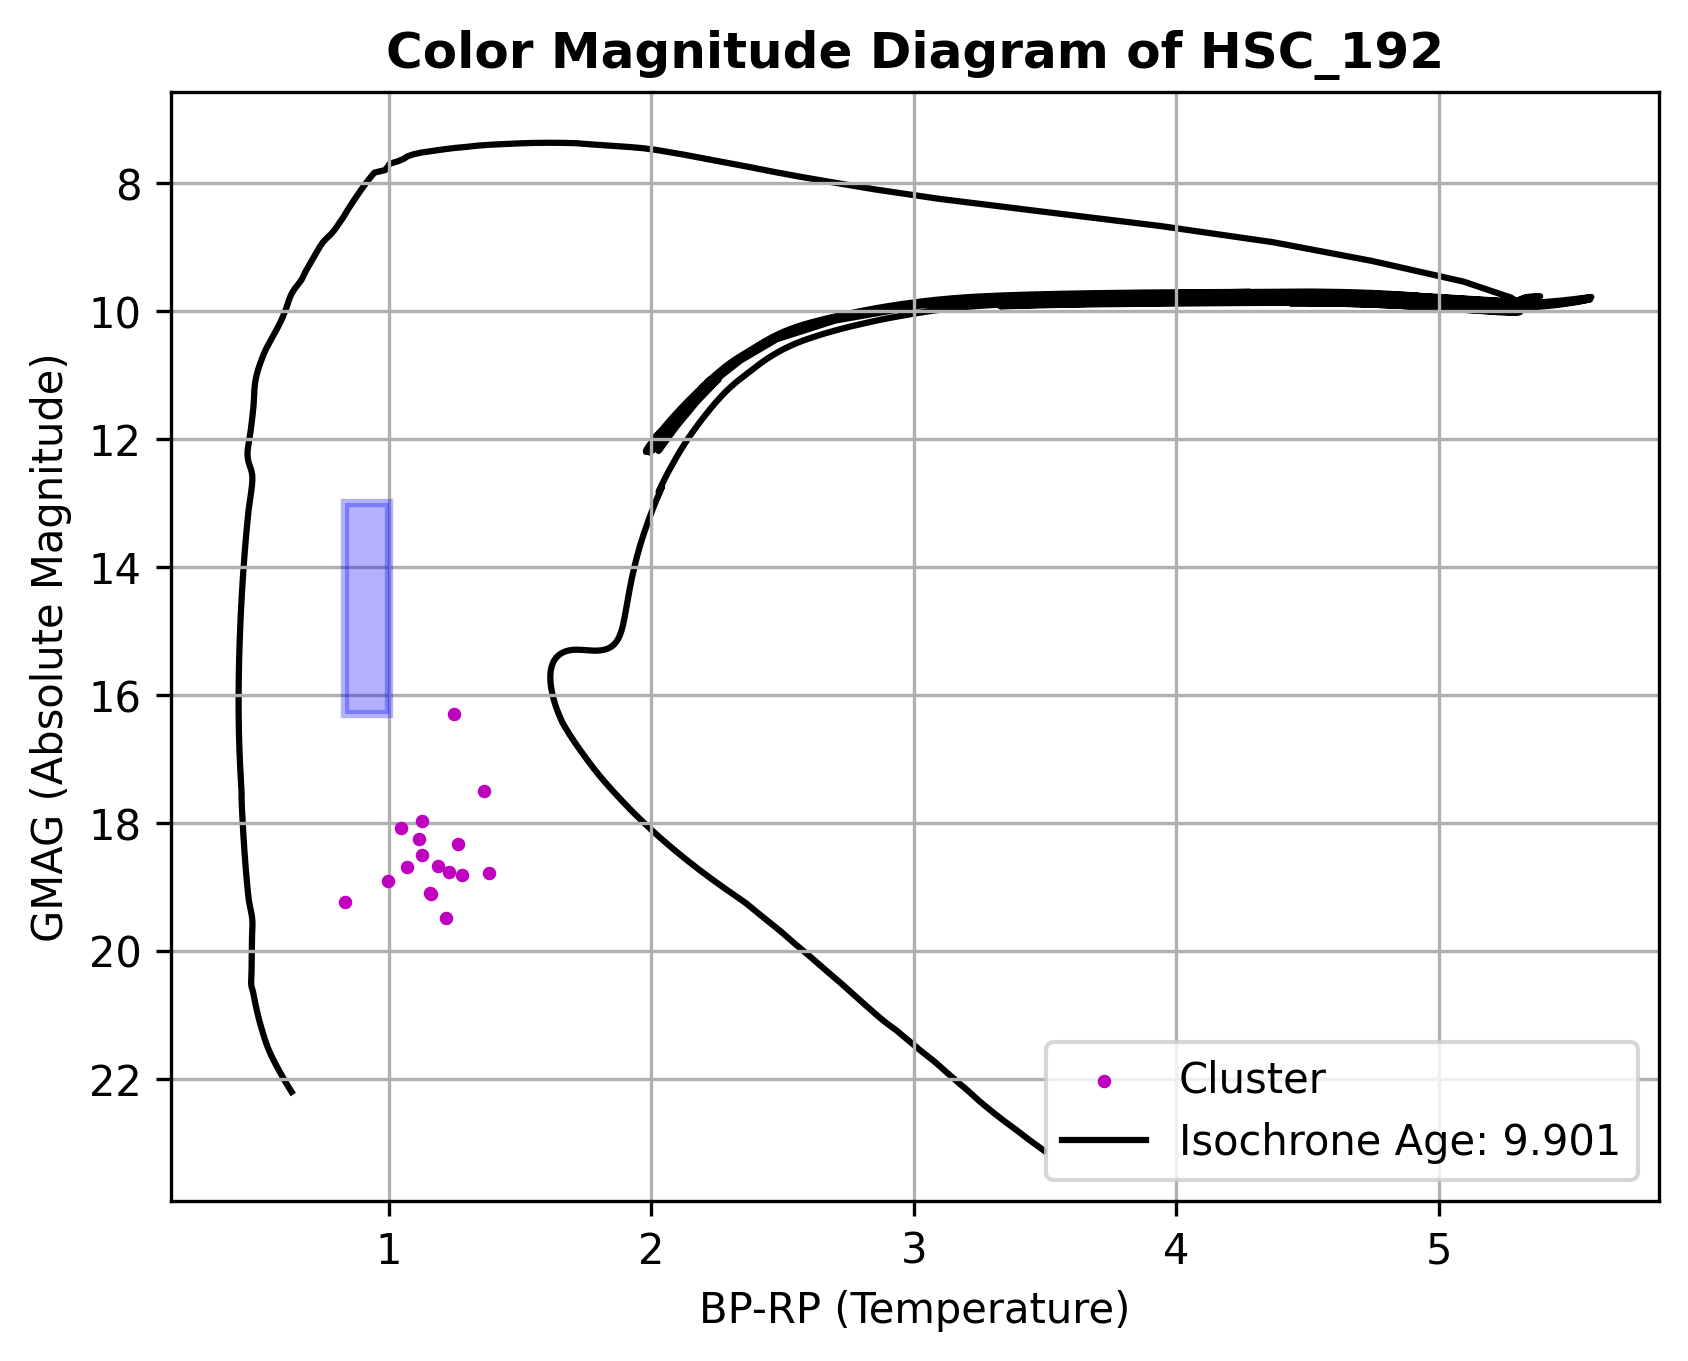 Color Magnitude Diagram of HSC_192
GMAG (Absolute Magnitude)
8
10
12
14
16
18
20
22
Cluster
Isochrone Age: 9.901
1 2 3 4 5
BP-RP (Temperature)